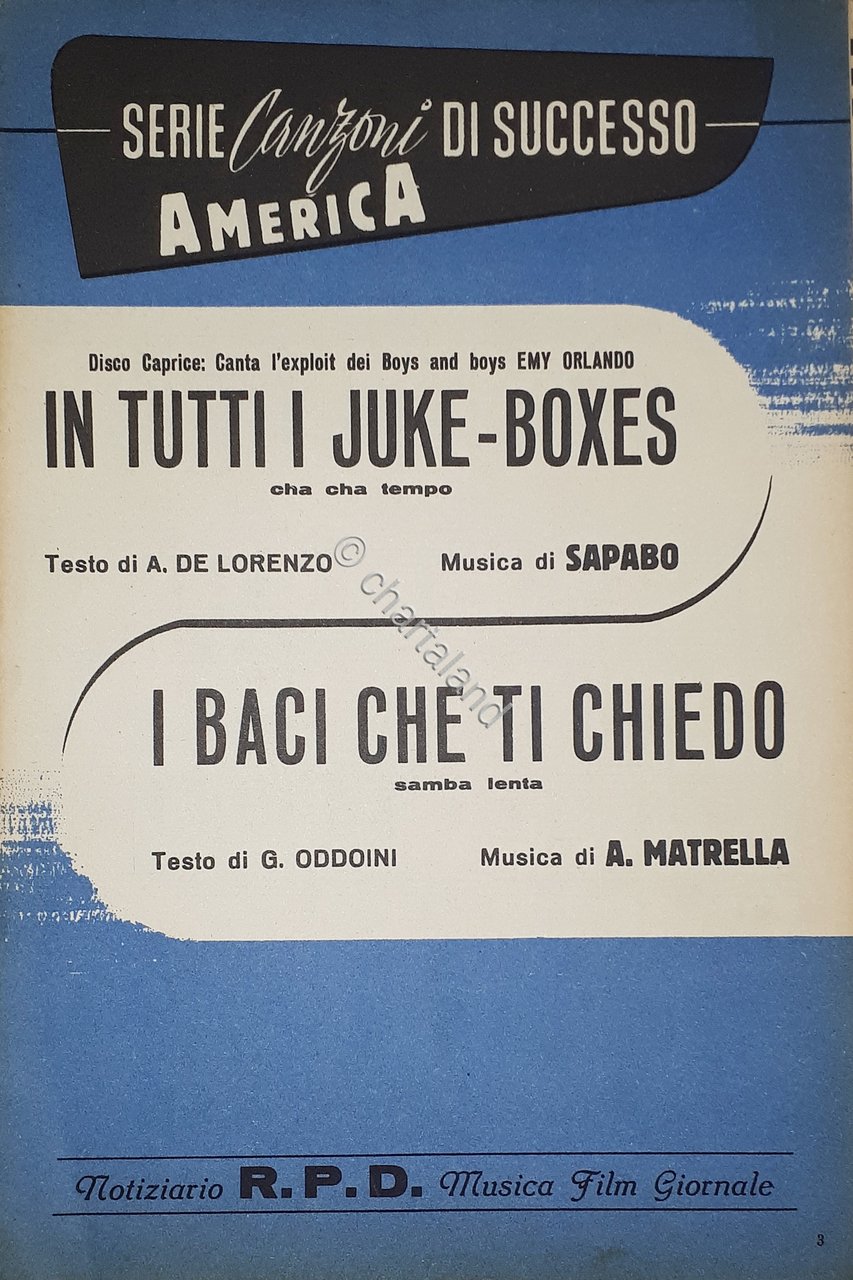 SERIE Canzoni DI SUCCESSO
AMERICA
Disco Caprice: Canta l'exploit dei Boys and boys EMY ORLANDO
IN TUTTI I JUKE-BOXES
cha cha tempo
Testo di A. DE LORENZO Musica di SAPABO
© chartaland
I BACI CHE TI CHIEDO
samba lenta
Testo di G. ODDOINI Musica di A. MATRELLA
Notiziario R.P.D. Musica Film Giornale
3